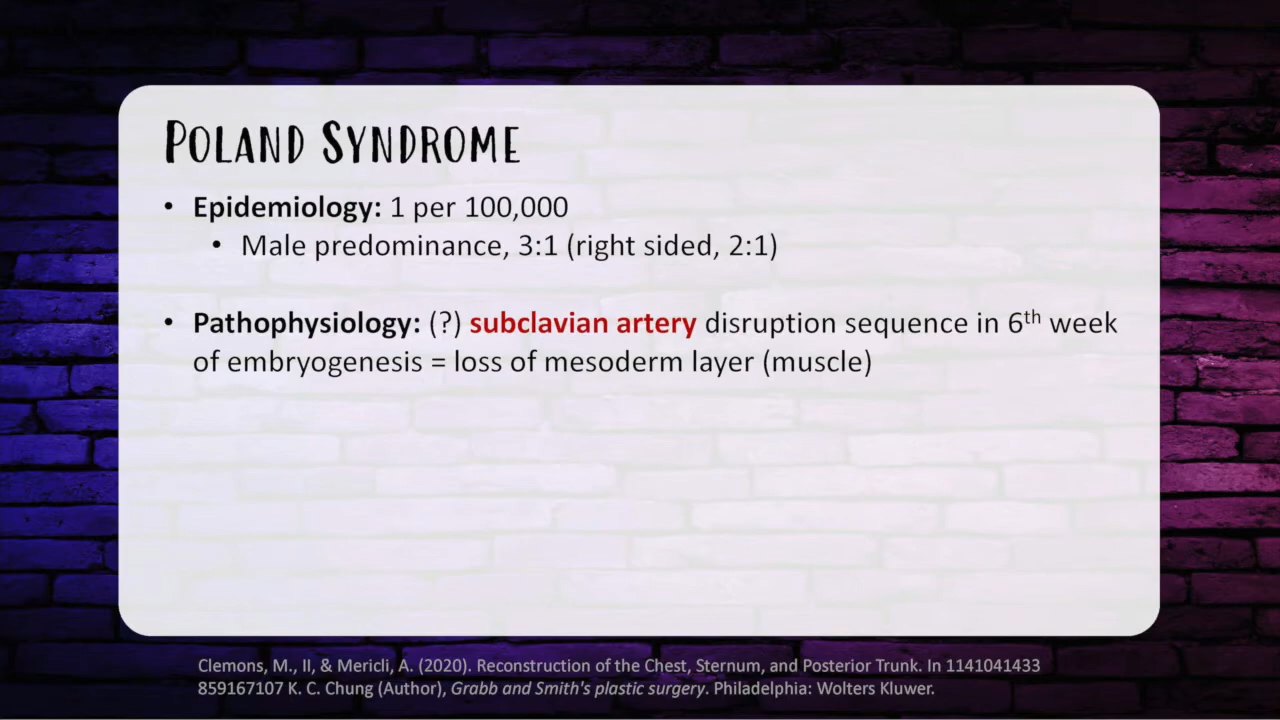 Poland Syndrome
• Epidemiology: 1 per 100,000
• Male predominance, 3:1 (right sided, 2:1)
• Pathophysiology: (?) subclavian artery disruption sequence in 6th week
of embryogenesis = loss of mesoderm layer (muscle)
Clemons, M., II, & Mericli, A. (2020). Reconstruction of the Chest, Sternum, and Posterior Trunk. In 1141041433
859167107 K. C. Chung (Author), Grabb and Smith's plastic surgery. Philadelphia: Wolters Kluwer.